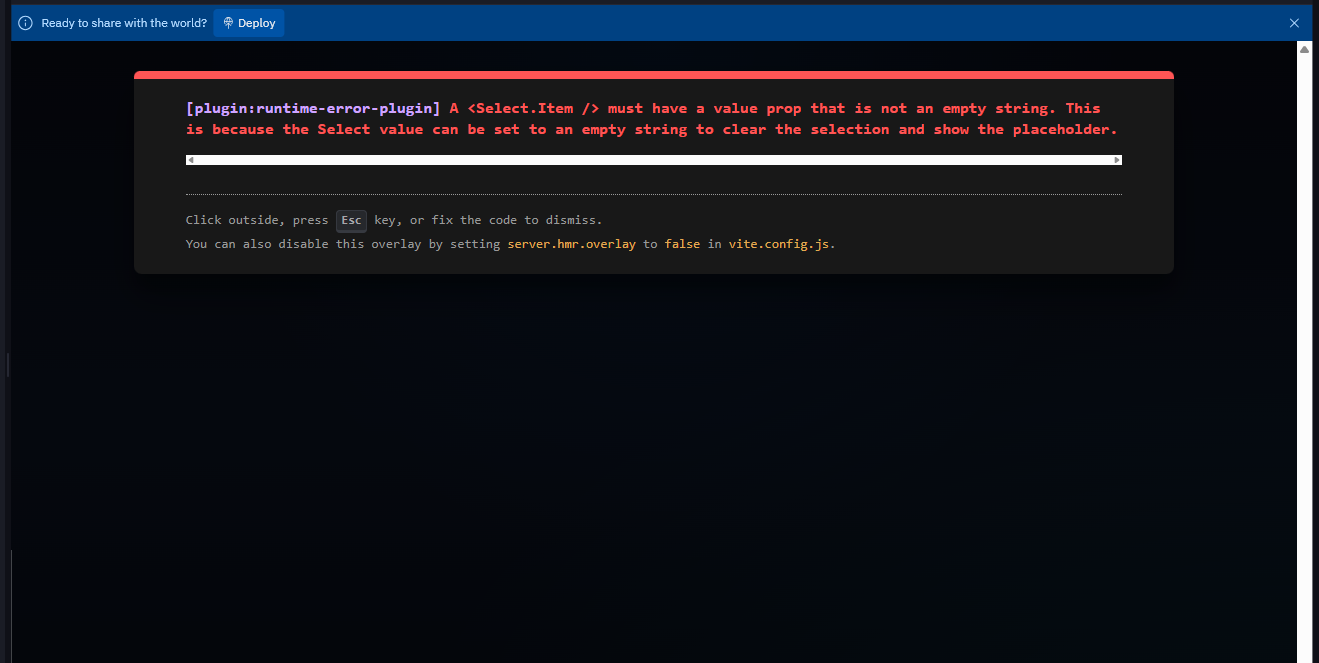 Ready to share with the world? Deploy
[plugin:runtime-error-plugin] A <Select.Item /> must have a value prop that is not an empty string. This
is because the Select value can be set to an empty string to clear the selection and show the placeholder.
Click outside, press Esc key, or fix the code to dismiss.
You can also disable this overlay by setting server.hmr.overlay to false in vite.config.js.